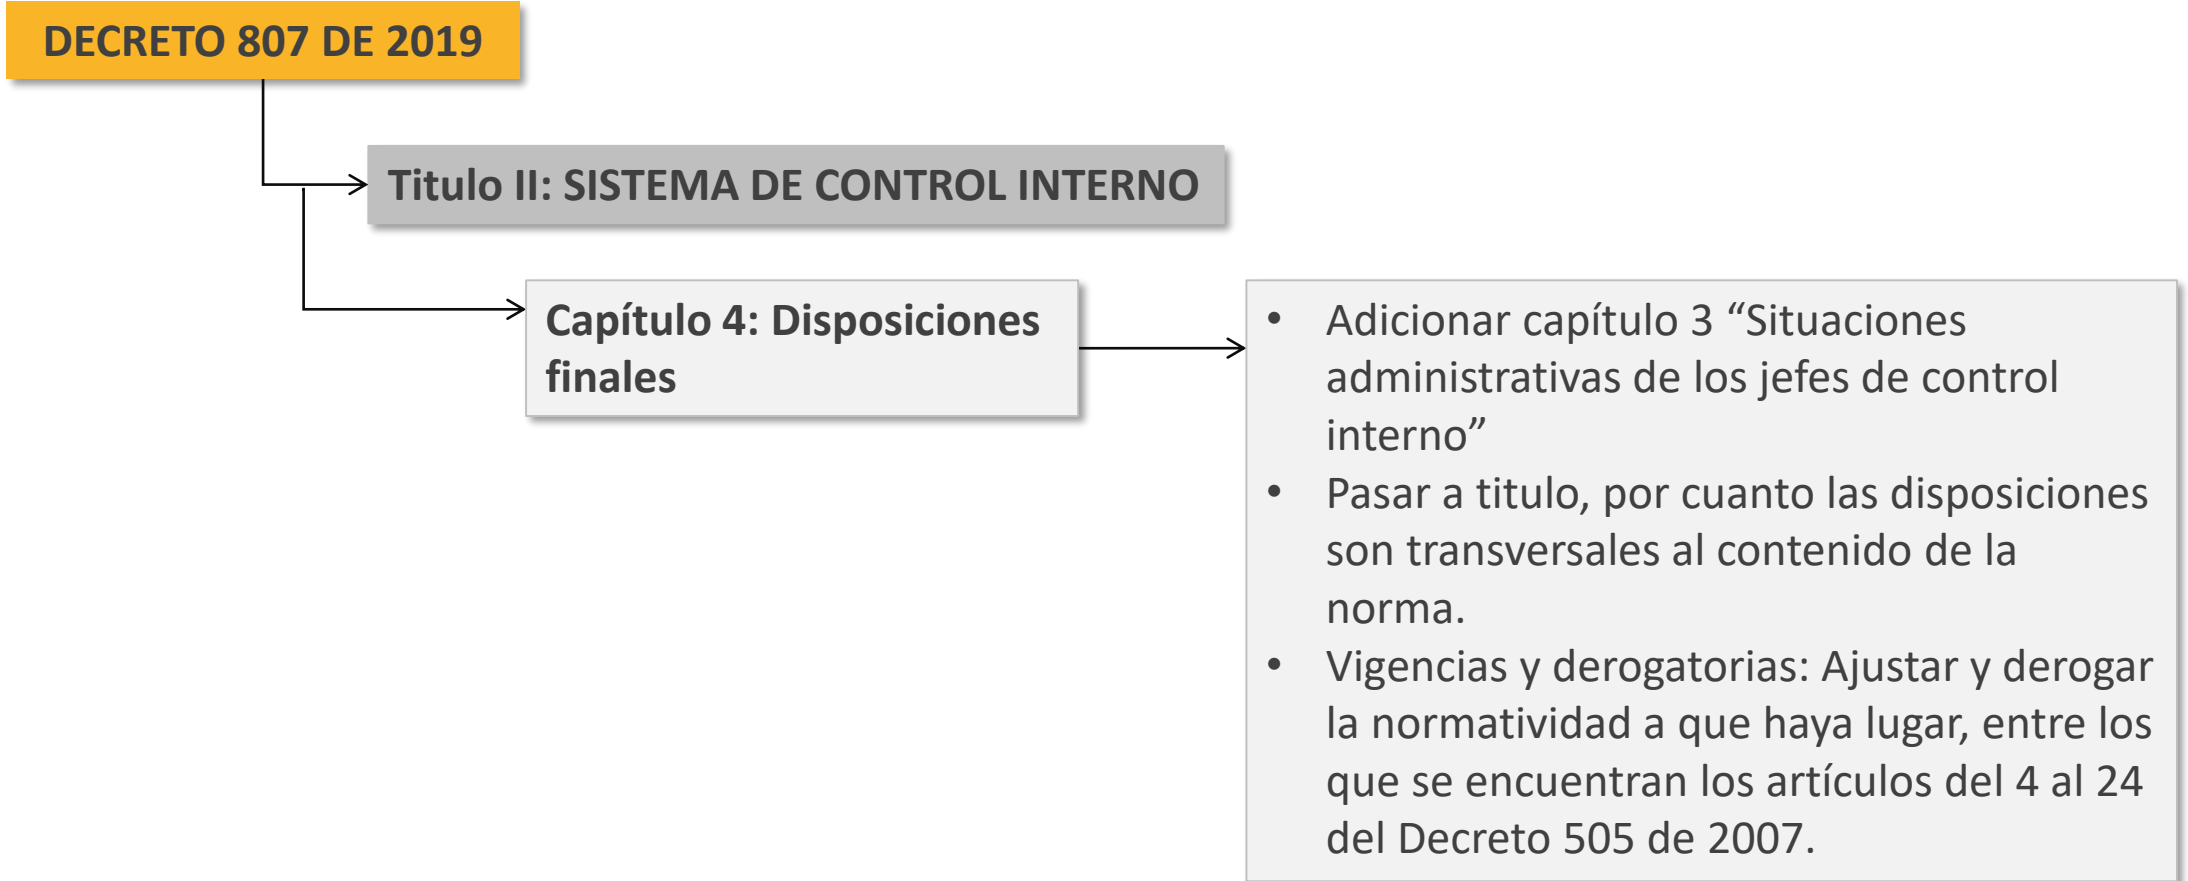 DECRETO 807 DE 2019
Titulo II: SISTEMA DE CONTROL INTERNO
Capítulo 4: Disposiciones
finales
• Adicionar capítulo 3 “Situaciones
administrativas de los jefes de control
interno”
• Pasar a titulo, por cuanto las disposiciones
son transversales al contenido de la
norma.
• Vigencias y derogatorias: Ajustar y derogar
la normatividad a que haya lugar, entre los
que se encuentran los artículos del 4 al 24
del Decreto 505 de 2007.